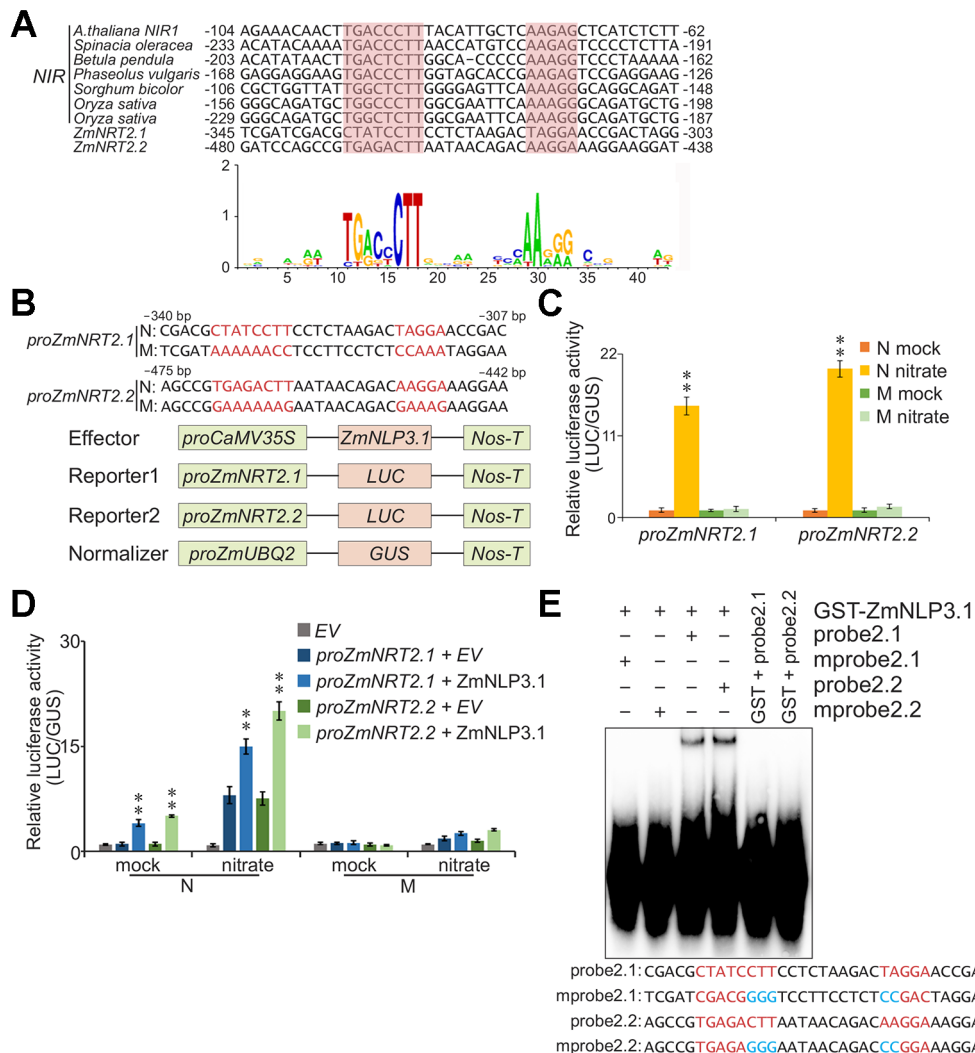 A
NIR
A.thaliana NIR1 -104 AGAAACAACTTGACCCTTTACATTGCTCAAGAGCTCATCTCTT -62
Spinacia oleracea -233 ACATACAAAATGACCCTTAACCATTGCCAAGAGTCCCCTCTTA -191
Betula pendula -203 ACATATAACTTGACTCTTGGCA-CCCCCAAAGGTCCCTAAAAA -162
Phaseolus vulgaris -168 GAGGAGGAAGTGACCCTTGGTAGCACCGAAGAGTCCGAGGAAG -126
Sorghum bicolor -106 CGCTGGTTATTGGCCCTTGGGGAGTTCAAAAGGGCAGGCAGAT -148
Oryza sativa -156 GGGCAGATGCTGGCCCTTGGCGAATTCAAAAGGGCAGATGCTG -198
Oryza sativa -229 GGGCAGATGCTGGCTCTTGGCGAATTCAAAAGGGCAGATGCTG -187
ZmNRT2.1 -345 TCGATCGACGCTATCCTTCCTCTAAGACTAGGAACCGACTAGG -303
ZmNRT2.2 -480 GATCCAGCCGTGAGACTTAATAACAGACAAGGAAAGGAAGGAT -438
2
1
0
5 10 15 20 25 30 35 40
B
−340 bp −307 bp
proZmNRT2.1
N: CGACGCTATCCTTCCTCTAAGACTAGGAACCGAC
M: TCGATAAAAAACCTCCTTCCTCTCCAAATAGGAA
−475 bp −442 bp
proZmNRT2.2
N: AGCCGTGAGACTTAATAACAGACAAGGAAAGGAA
M: AGCCGGAAAAAAGAATAACAGACGAAAGAAGGAA
Effector proCaMV35S ZmNLP3.1 Nos-T
Reporter1 proZmNRT2.1 LUC Nos-T
Reporter2 proZmNRT2.2 LUC Nos-T
Normalizer proZmUBQ2 GUS Nos-T
C
Relative luciferase activity
(LUC/GUS)
22
11
0
**
**
N mock
N nitrate
M mock
M nitrate
proZmNRT2.1 proZmNRT2.2
D
Relative luciferase activity
(LUC/GUS)
30
15
0
EV
proZmNRT2.1 + EV
proZmNRT2.1 + ZmNLP3.1
proZmNRT2.2 + EV
proZmNRT2.2 + ZmNLP3.1
** ** ** **
mock nitrate mock nitrate
N M
E
+ + + + GST-ZmNLP3.1
− − + − probe2.1
+ − − − mprobe2.1
− − − + probe2.2
− + − − mprobe2.2
GST + probe2.1
GST + probe2.2
probe2.1: CGACGCTATCCTTCCTCTAAGACTAGGAACCGA
mprobe2.1: TCGATCGACGGGGTCCTTCCTCTCCGACTAGGA
probe2.2: AGCCGTGAGACTTAATAACAGACAAGGAAAGGA
mprobe2.2: AGCCGTGAGAGGGAATAACAGACCCGGAAAGGA